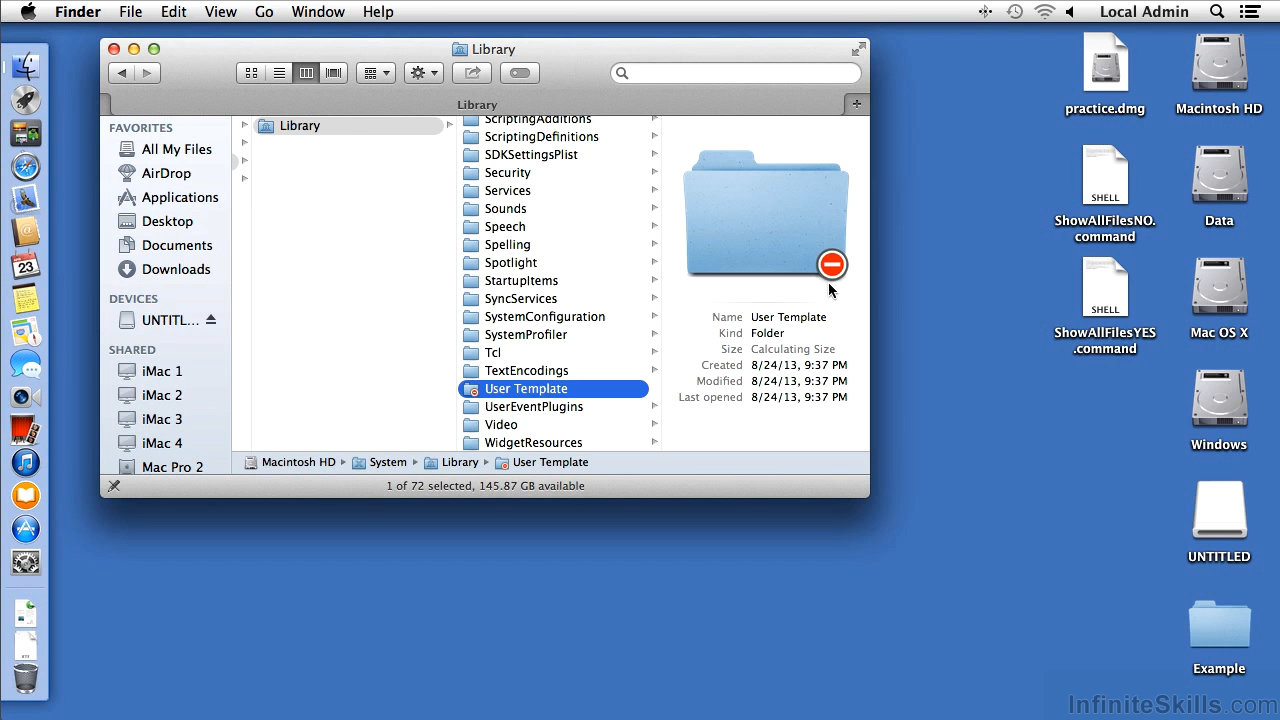 Finder File Edit View Go Window Help Local Admin
Library
Library
FAVORITES
All My Files
AirDrop
Applications
Desktop
Documents
Downloads
DEVICES
UNTITL...
SHARED
iMac 1
iMac 2
iMac 3
iMac 4
Mac Pro 2
Library
ScriptingAdditions
ScriptingDefinitions
SDKSettingsPlist
Security
Services
Sounds
Speech
Spelling
Spotlight
StartupItems
SyncServices
SystemConfiguration
SystemProfiler
Tcl
TextEncodings
User Template
UserEventPlugins
Video
WidgetResources
Name User Template
Kind Folder
Size Calculating Size
Created 8/24/13, 9:37 PM
Modified 8/24/13, 9:37 PM
Last opened 8/24/13, 9:37 PM
Macintosh HD System Library User Template
1 of 72 selected, 145.87 GB available
23
practice.dmg
SHELL
ShowAllFilesNO.
command
SHELL
ShowAllFilesYES
.command
Macintosh HD
Data
Mac OS X
Windows
UNTITLED
Example
InfiniteSkills.com